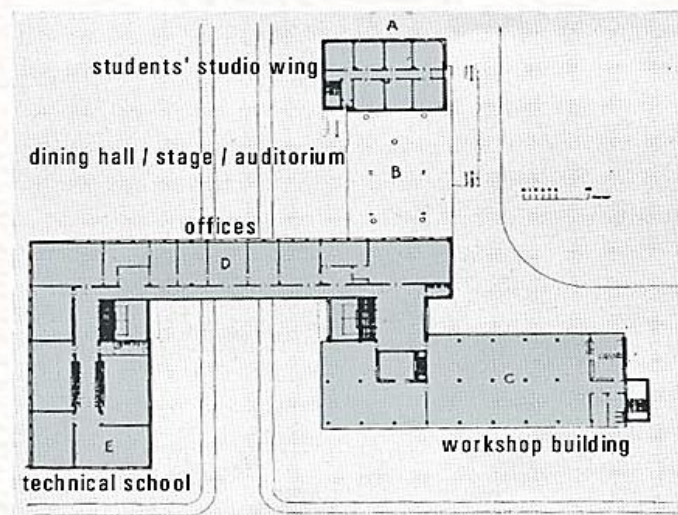 A
students' studio wing
dining hall / stage / auditorium
B
offices
D
C
workshop building
E
technical school